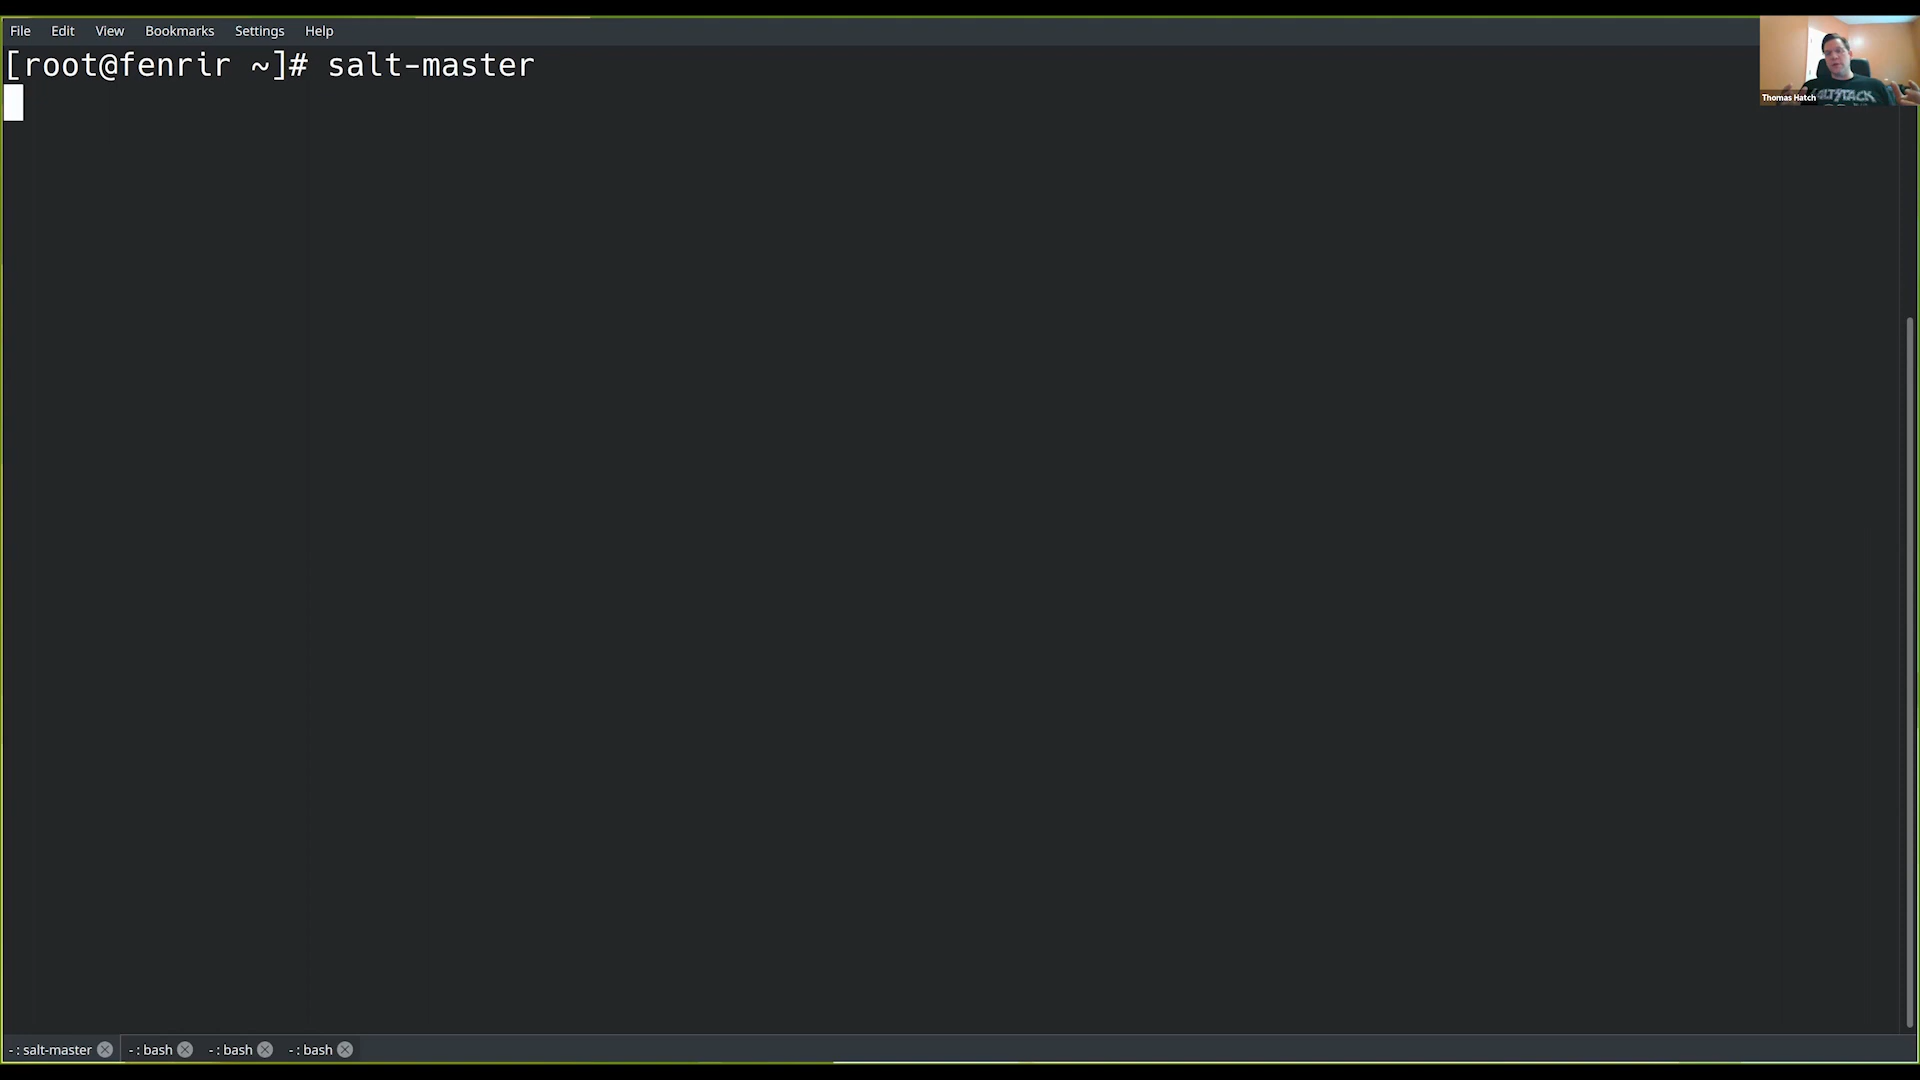 File Edit View Bookmarks Settings Help
[root@fenrir ~]# salt-master
Thomas Hatch
- : salt-master - : bash - : bash - : bash